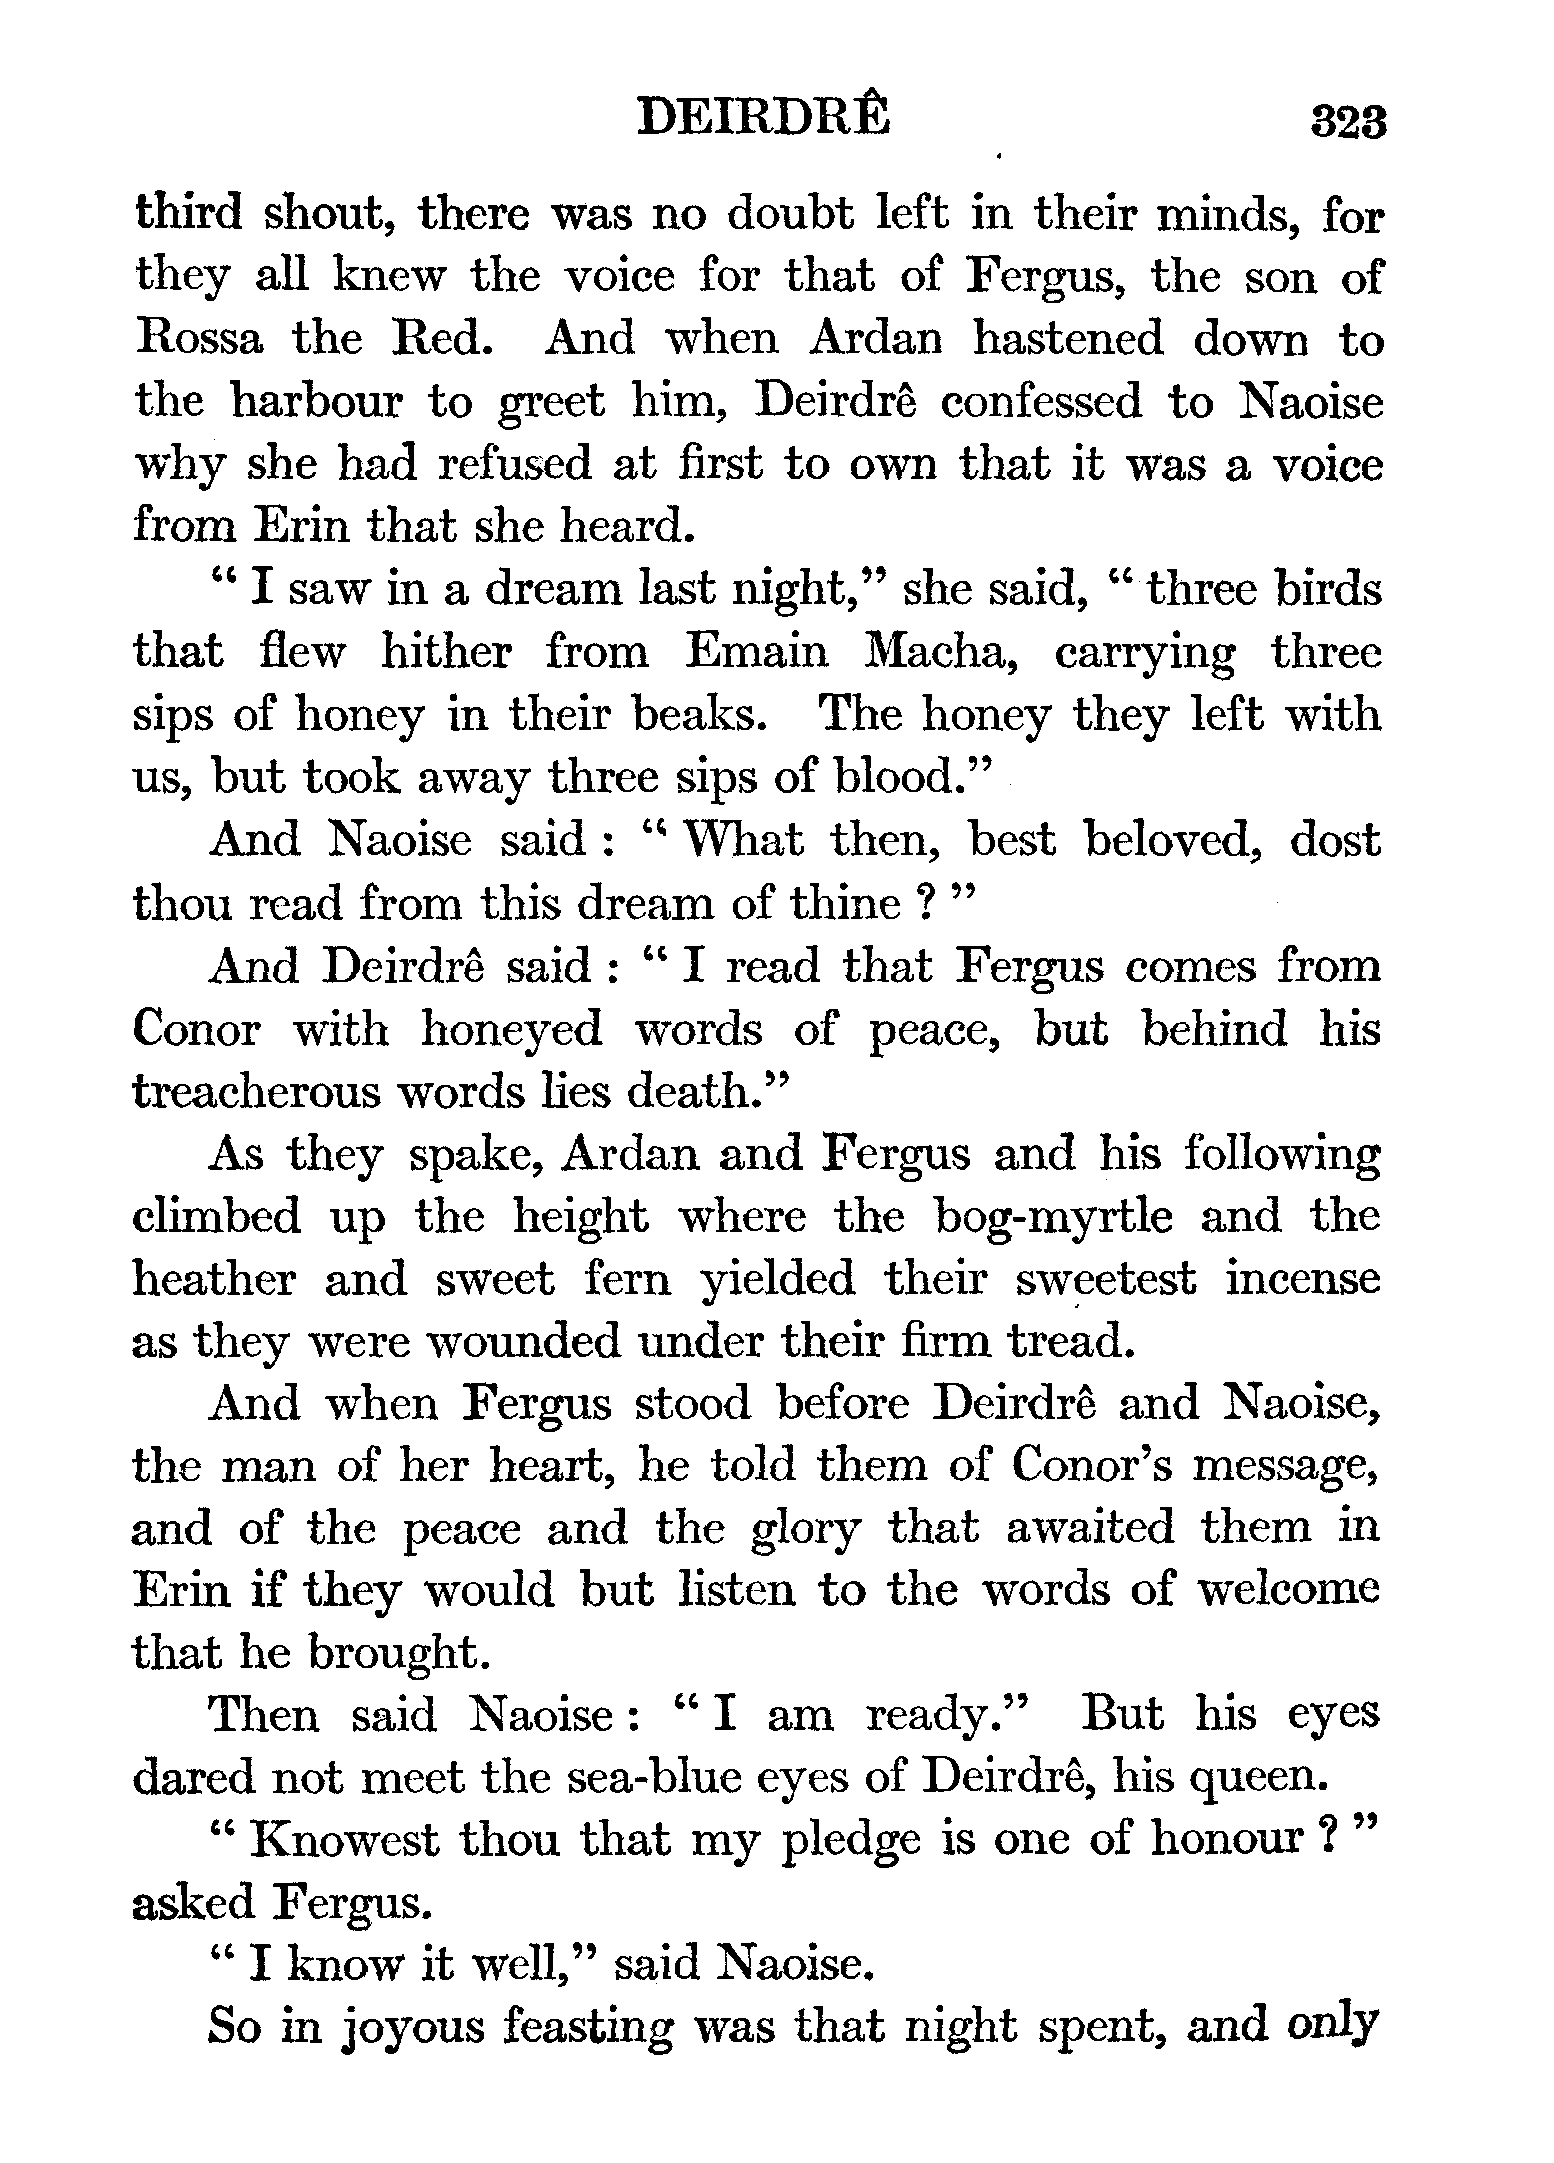 DEIRDRÊ 323
third shout, there was no doubt left in their minds, for
they all knew the voice for that of Fergus, the son of
Rossa the Red. And when Ardan hastened down to
the harbour to greet him, Deirdrê confessed to Naoise
why she had refused at first to own that it was a voice
from Erin that she heard.
“ I saw in a dream last night,” she said, “ three birds
that flew hither from Emain Macha, carrying three
sips of honey in their beaks. The honey they left with
us, but took away three sips of blood.”
And Naoise said : “ What then, best beloved, dost
thou read from this dream of thine ? ”
And Deirdrê said : “ I read that Fergus comes from
Conor with honeyed words of peace, but behind his
treacherous words lies death.”
As they spake, Ardan and Fergus and his following
climbed up the height where the bog-myrtle and the
heather and sweet fern yielded their sweetest incense
as they were wounded under their firm tread.
And when Fergus stood before Deirdrê and Naoise,
the man of her heart, he told them of Conor’s message,
and of the peace and the glory that awaited them in
Erin if they would but listen to the words of welcome
that he brought.
Then said Naoise : “ I am ready.” But his eyes
dared not meet the sea-blue eyes of Deirdrê, his queen.
“ Knowest thou that my pledge is one of honour ? ”
asked Fergus.
“ I know it well,” said Naoise.
So in joyous feasting was that night spent, and only